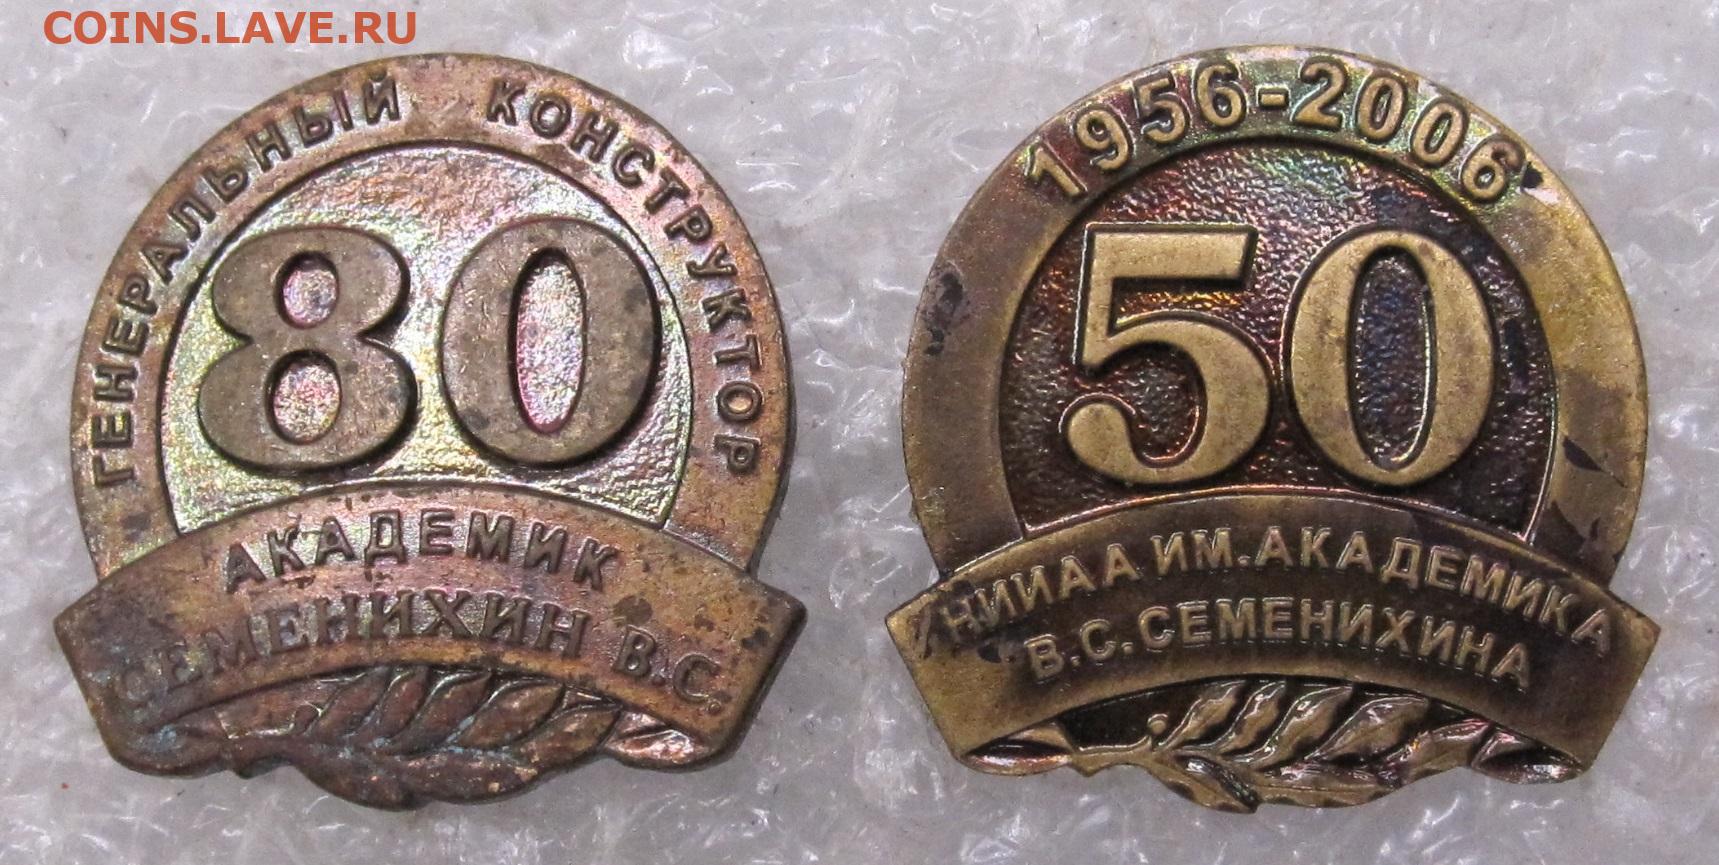 COINS.LAVE.RU
ГЕНЕРАЛЬНЫЙ КОНСТРУКТОР
80
АКАДЕМИК
СЕМЕНИХИН В.С.
1956-2006
50
НИИАА ИМ.АКАДЕМИКА
В.С.СЕМЕНИХИНА